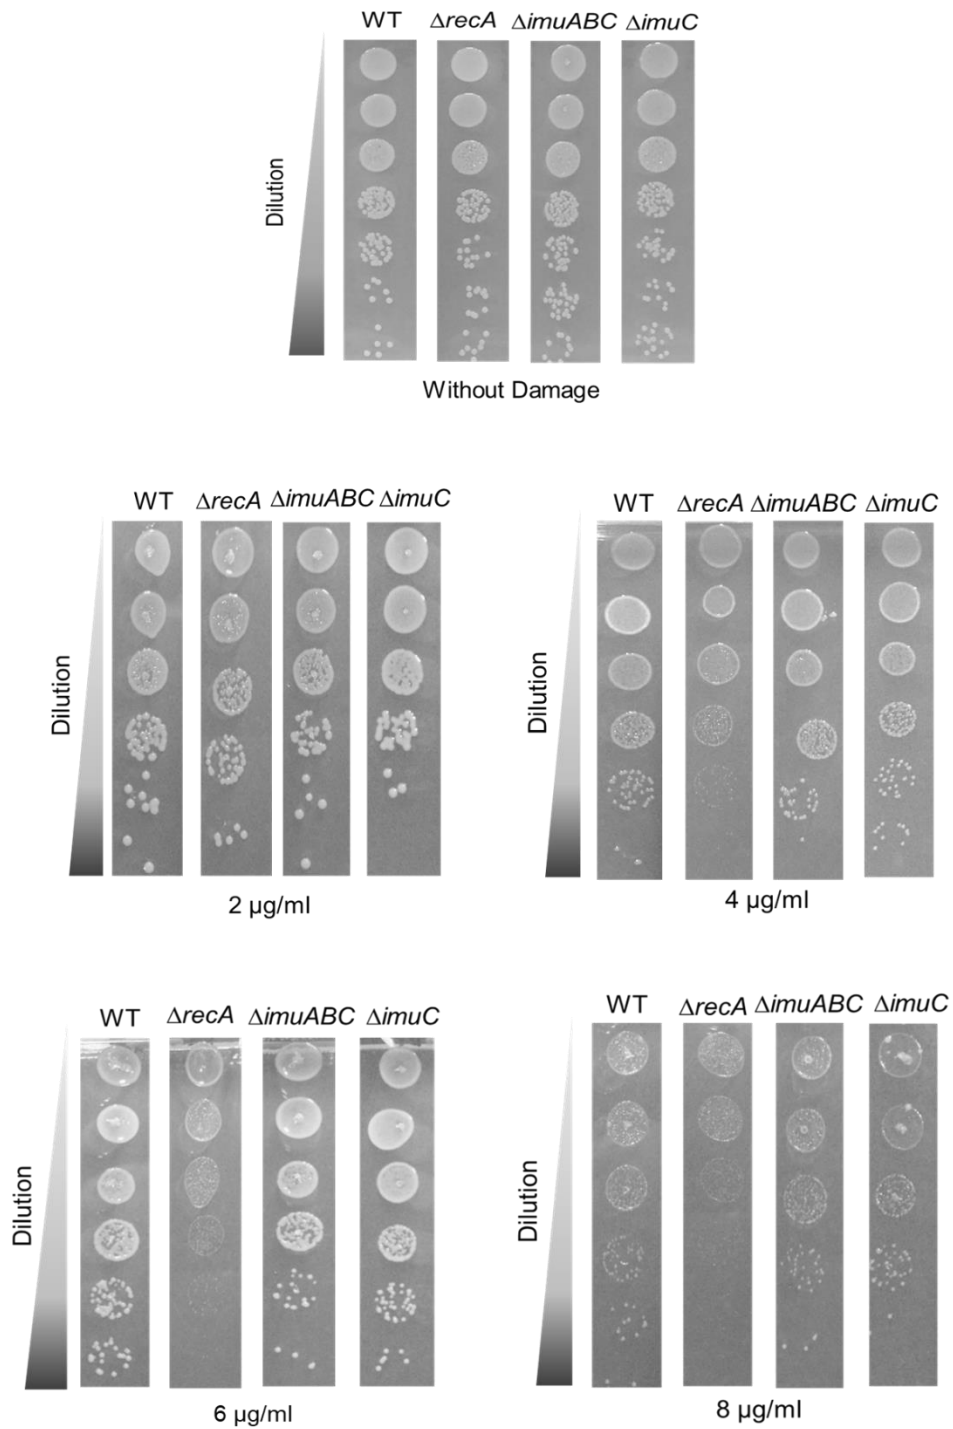 WT ΔrecA ΔimuABC ΔimuC
Dilution
Without Damage
WT ΔrecA ΔimuABC ΔimuC
Dilution
2 µg/ml
WT ΔrecA ΔimuABC ΔimuC
Dilution
4 µg/ml
WT ΔrecA ΔimuABC ΔimuC
Dilution
6 µg/ml
WT ΔrecA ΔimuABC ΔimuC
Dilution
8 µg/ml